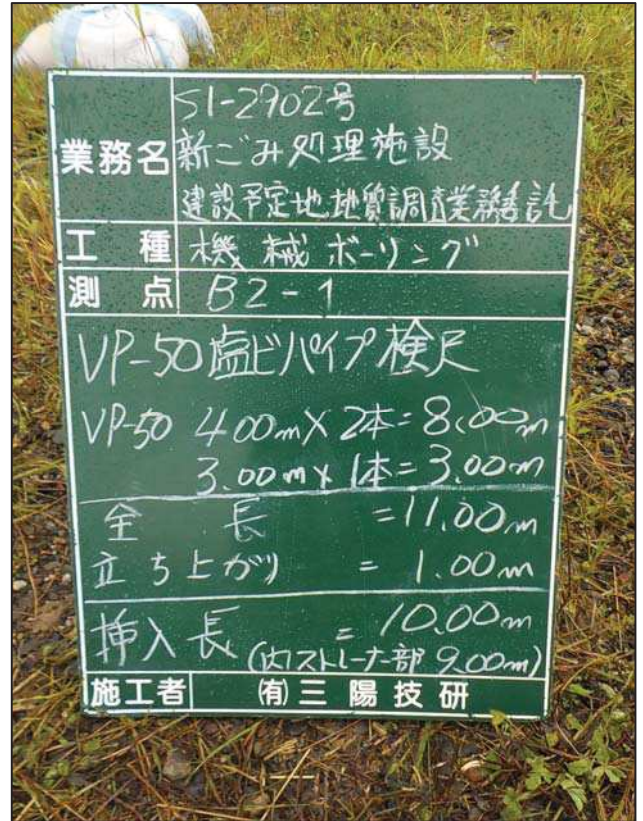 業務名
S1-2902号
新ごみ処理施設
建設予定地地質調査業務委託
工種 機械ボーリング
測点 B2-1
VP-50 塩ビパイプ検尺
VP-50 4.00m×2本=8.00m
3.00m×1本=3.00m
全長 =11.00m
立ち上がり =1.00m
挿入長 =10.00m
(内ストレーナー部 9.00m)
施工者 (有)三陽技研